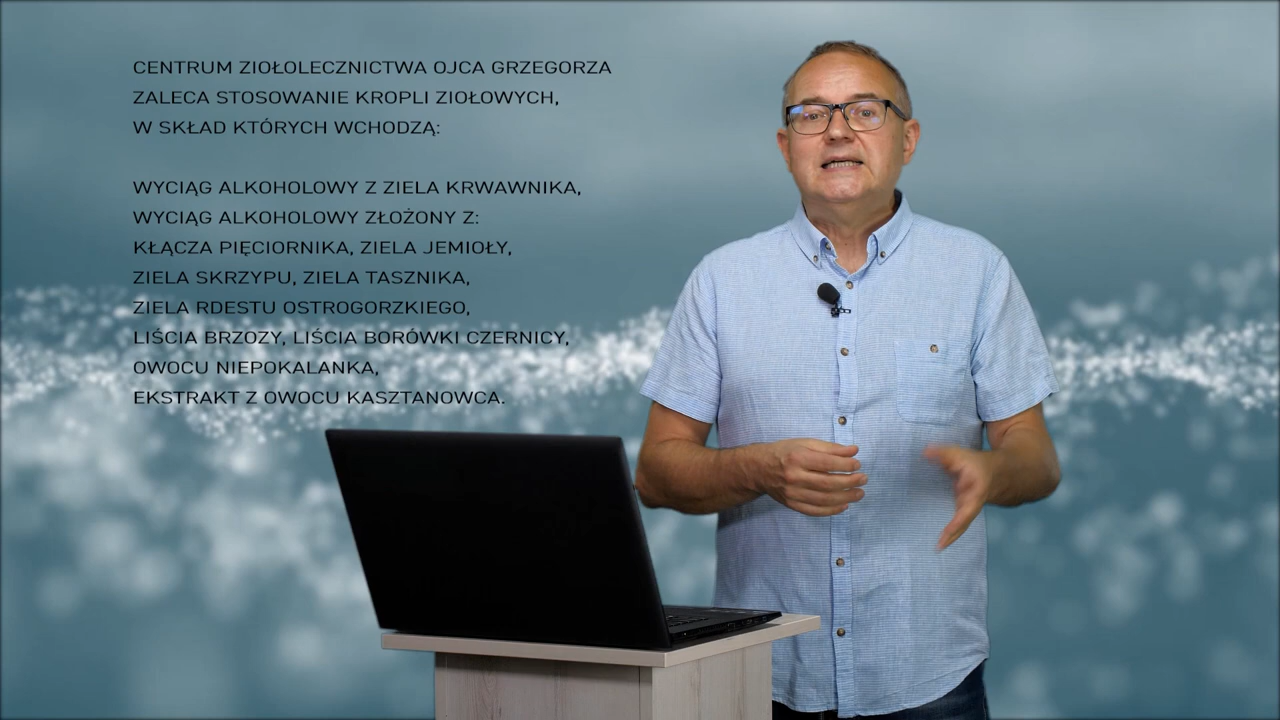 CENTRUM ZIOŁOLECZNICTWA OJCA GRZEGORZA
ZALECA STOSOWANIE KROPLI ZIOŁOWYCH,
W SKŁAD KTÓRYCH WCHODZĄ:
WYCIĄG ALKOHOLOWY Z ZIELA KRWAWNIKA,
WYCIĄG ALKOHOLOWY ZŁOŻONY Z:
KŁĄCZA PIĘCIORNIKA, ZIELA JEMIOŁY,
ZIELA SKRZYPU, ZIELA TASZNIKA,
ZIELA RDESTU OSTROGORZKIEGO,
LIŚCIA BRZOZY, LIŚCIA BORÓWKI CZERNICY,
OWOCU NIEPOKALANKA,
EKSTRAKT Z OWOCU KASZTANOWCA.